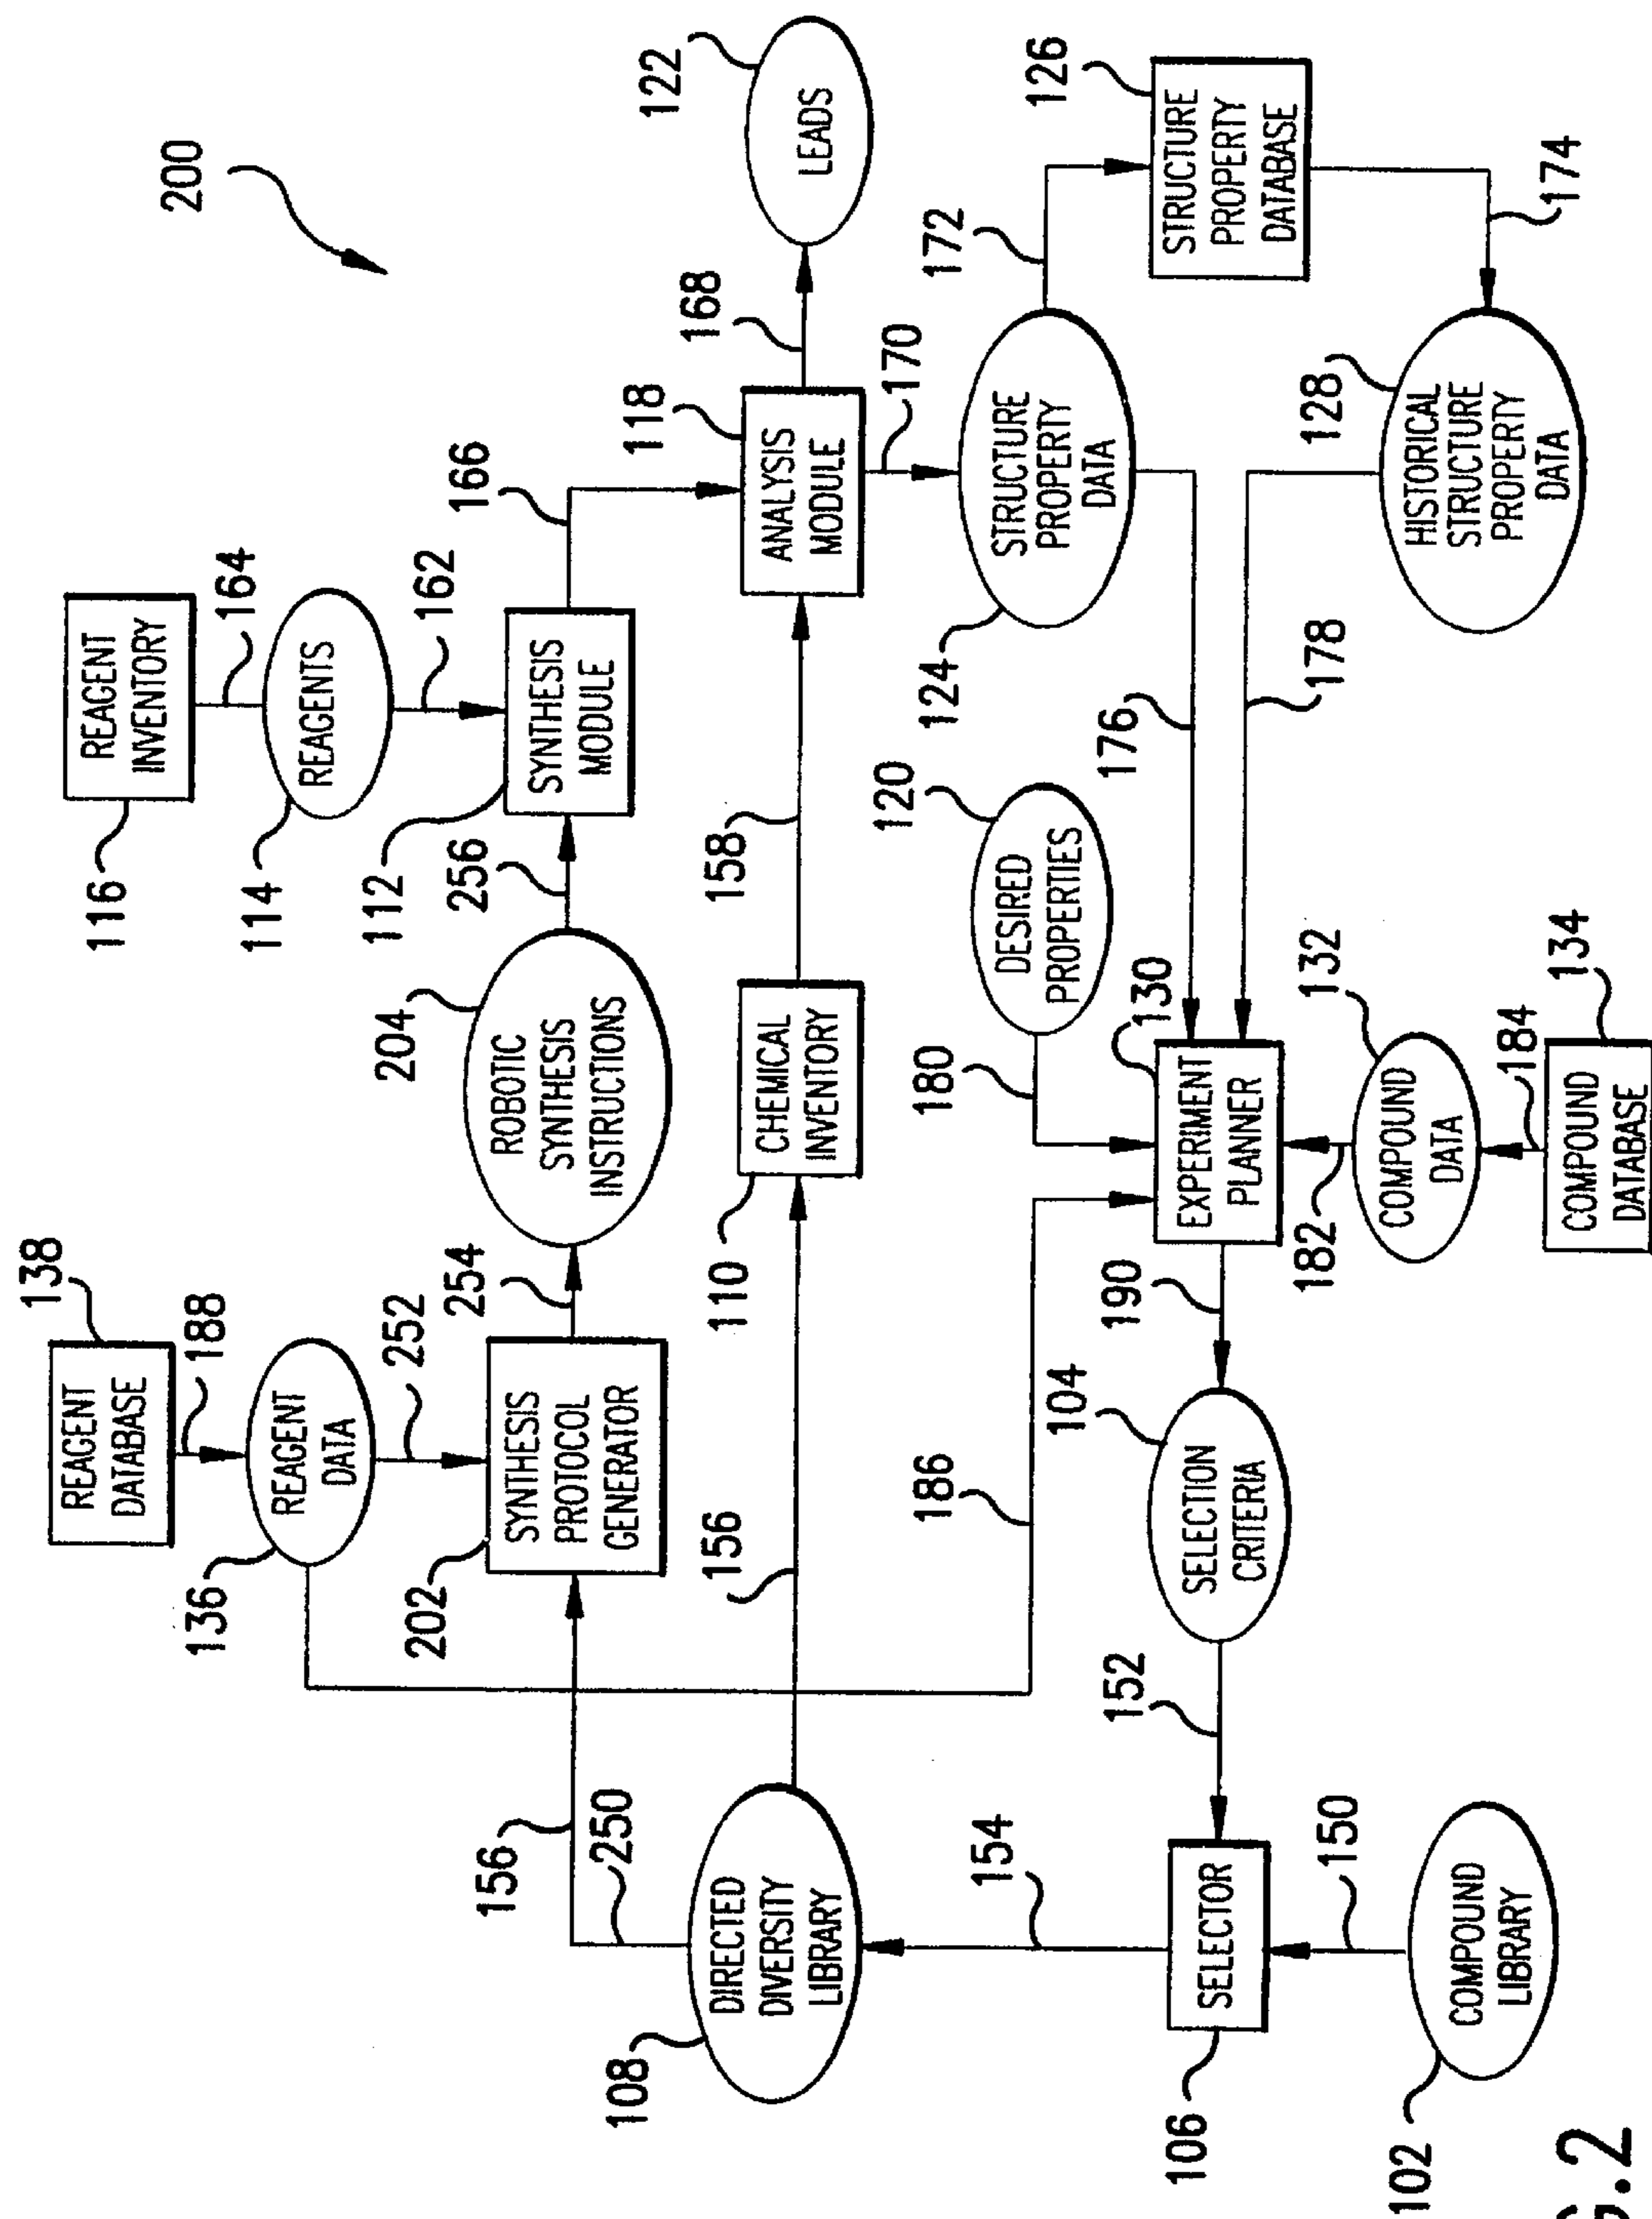 200
138
REAGENT
DATABASE
188
136
REAGENT
DATA
252
116
REAGENT
INVENTORY
164
114
REAGENTS
162
202
SYNTHESIS
PROTOCOL
GENERATOR
254
204
ROBOTIC
SYNTHESIS
INSTRUCTIONS
256
112
SYNTHESIS
MODULE
166
156
250
108
DIRECTED
DIVERSITY
LIBRARY
156
110
CHEMICAL
INVENTORY
158
118
ANALYSIS
MODULE
168
122
LEADS
170
186
180
120
DESIRED
PROPERTIES
124
STRUCTURE
PROPERTY
DATA
172
126
STRUCTURE
PROPERTY
DATABASE
154
106
SELECTOR
152
104
SELECTION
CRITERIA
190
130
EXPERIMENT
PLANNER
176
178
174
128
HISTORICAL
STRUCTURE
PROPERTY
DATA
102
COMPOUND
LIBRARY
150
182
132
COMPOUND
DATA
184
134
COMPOUND
DATABASE
G.2